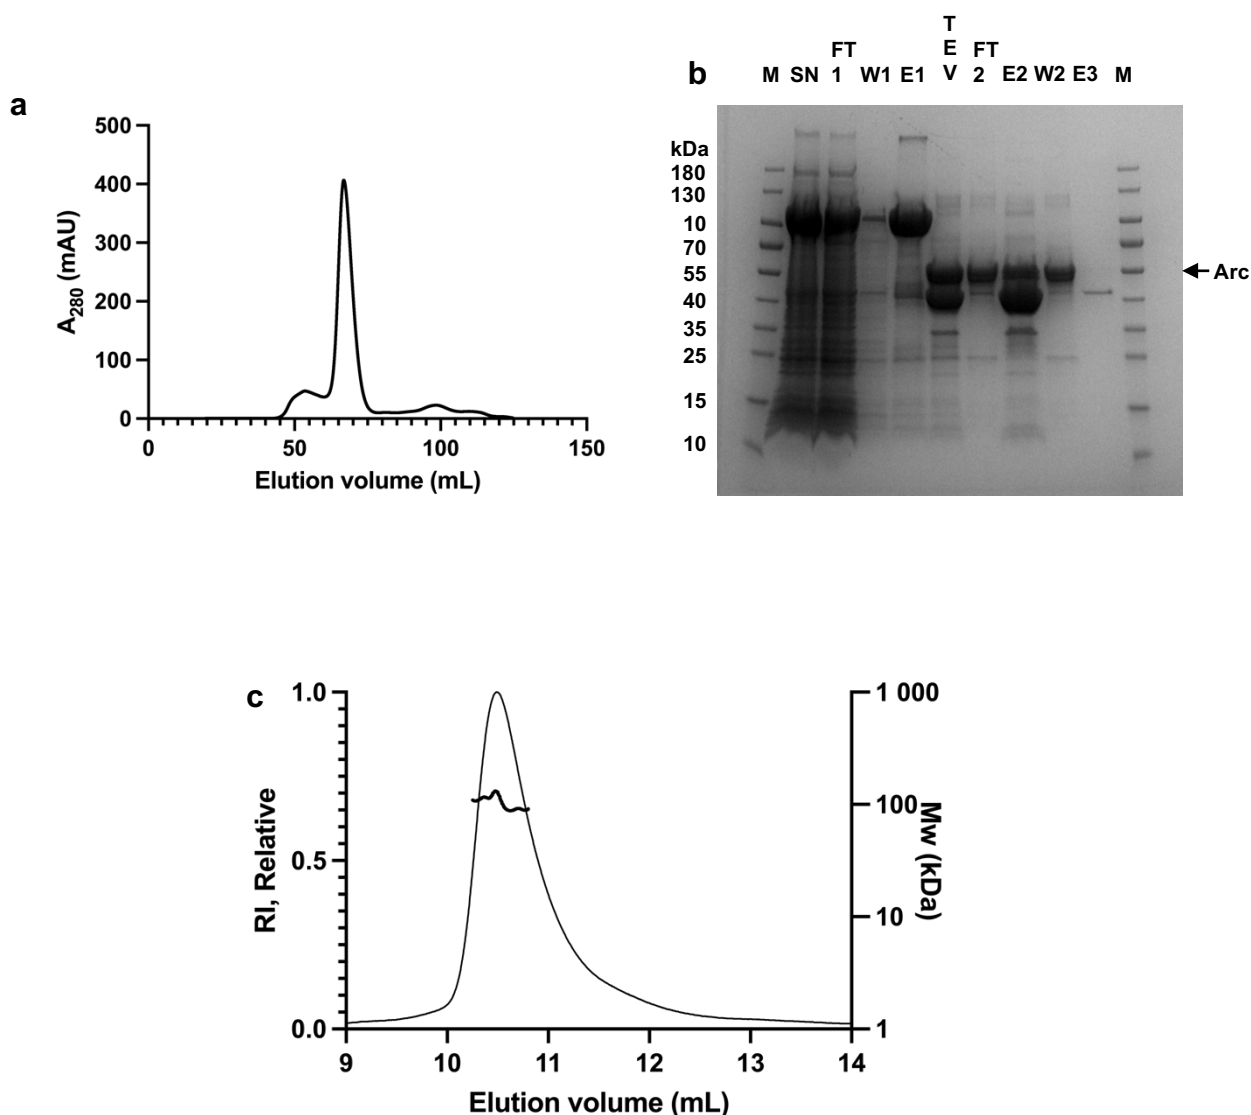 a
500
400
300
200
100
0
A280 (mAU)
0 50 100 150
Elution volume (mL)
b
M SN FT 1 W1 E1 TEV FT 2 E2 W2 E3 M
kDa
180
130
10
70
55
40
35
25
15
10
Arc
c
1.0
0.5
0.0
RI, Relative
1 000
100
10
1
Mw (kDa)
9 10 11 12 13 14
Elution volume (mL)